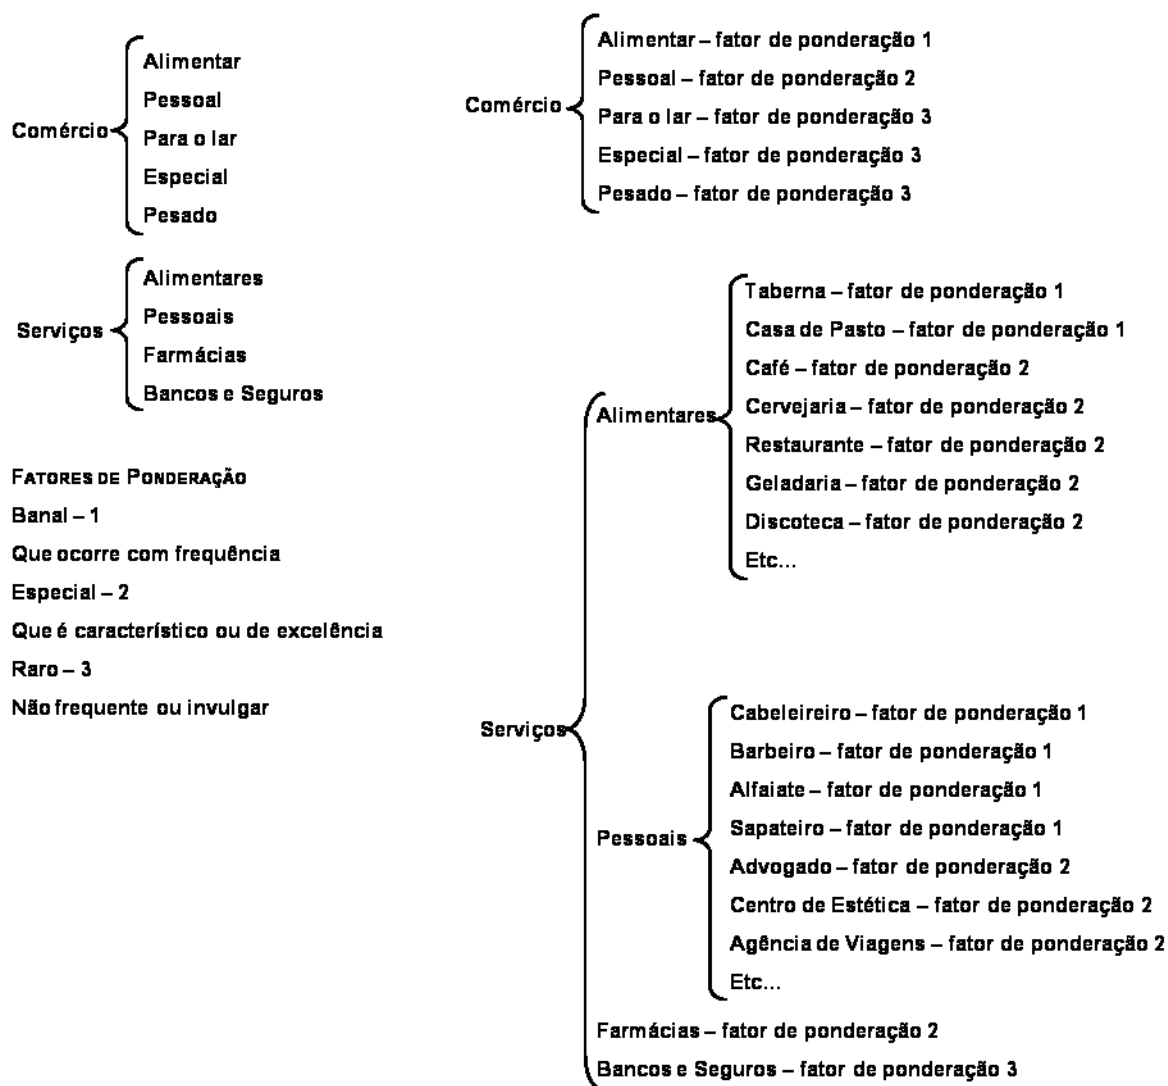 Comércio
Alimentar
Pessoal
Para o lar
Especial
Pesado
Serviços
Alimentares
Pessoais
Farmácias
Bancos e Seguros
FATORES DE PONDERAÇÃO
Banal – 1
Que ocorre com frequência
Especial – 2
Que é característico ou de excelência
Raro – 3
Não frequente ou invulgar
Comércio
Alimentar – fator de ponderação 1
Pessoal – fator de ponderação 2
Para o lar – fator de ponderação 3
Especial – fator de ponderação 3
Pesado – fator de ponderação 3
Serviços
Alimentares
Taberna – fator de ponderação 1
Casa de Pasto – fator de ponderação 1
Café – fator de ponderação 2
Cervejaria – fator de ponderação 2
Restaurante – fator de ponderação 2
Geladaria – fator de ponderação 2
Discoteca – fator de ponderação 2
Etc...
Pessoais
Cabeleireiro – fator de ponderação 1
Barbeiro – fator de ponderação 1
Alfaiate – fator de ponderação 1
Sapateiro – fator de ponderação 1
Advogado – fator de ponderação 2
Centro de Estética – fator de ponderação 2
Agência de Viagens – fator de ponderação 2
Etc...
Farmácias – fator de ponderação 2
Bancos e Seguros – fator de ponderação 3